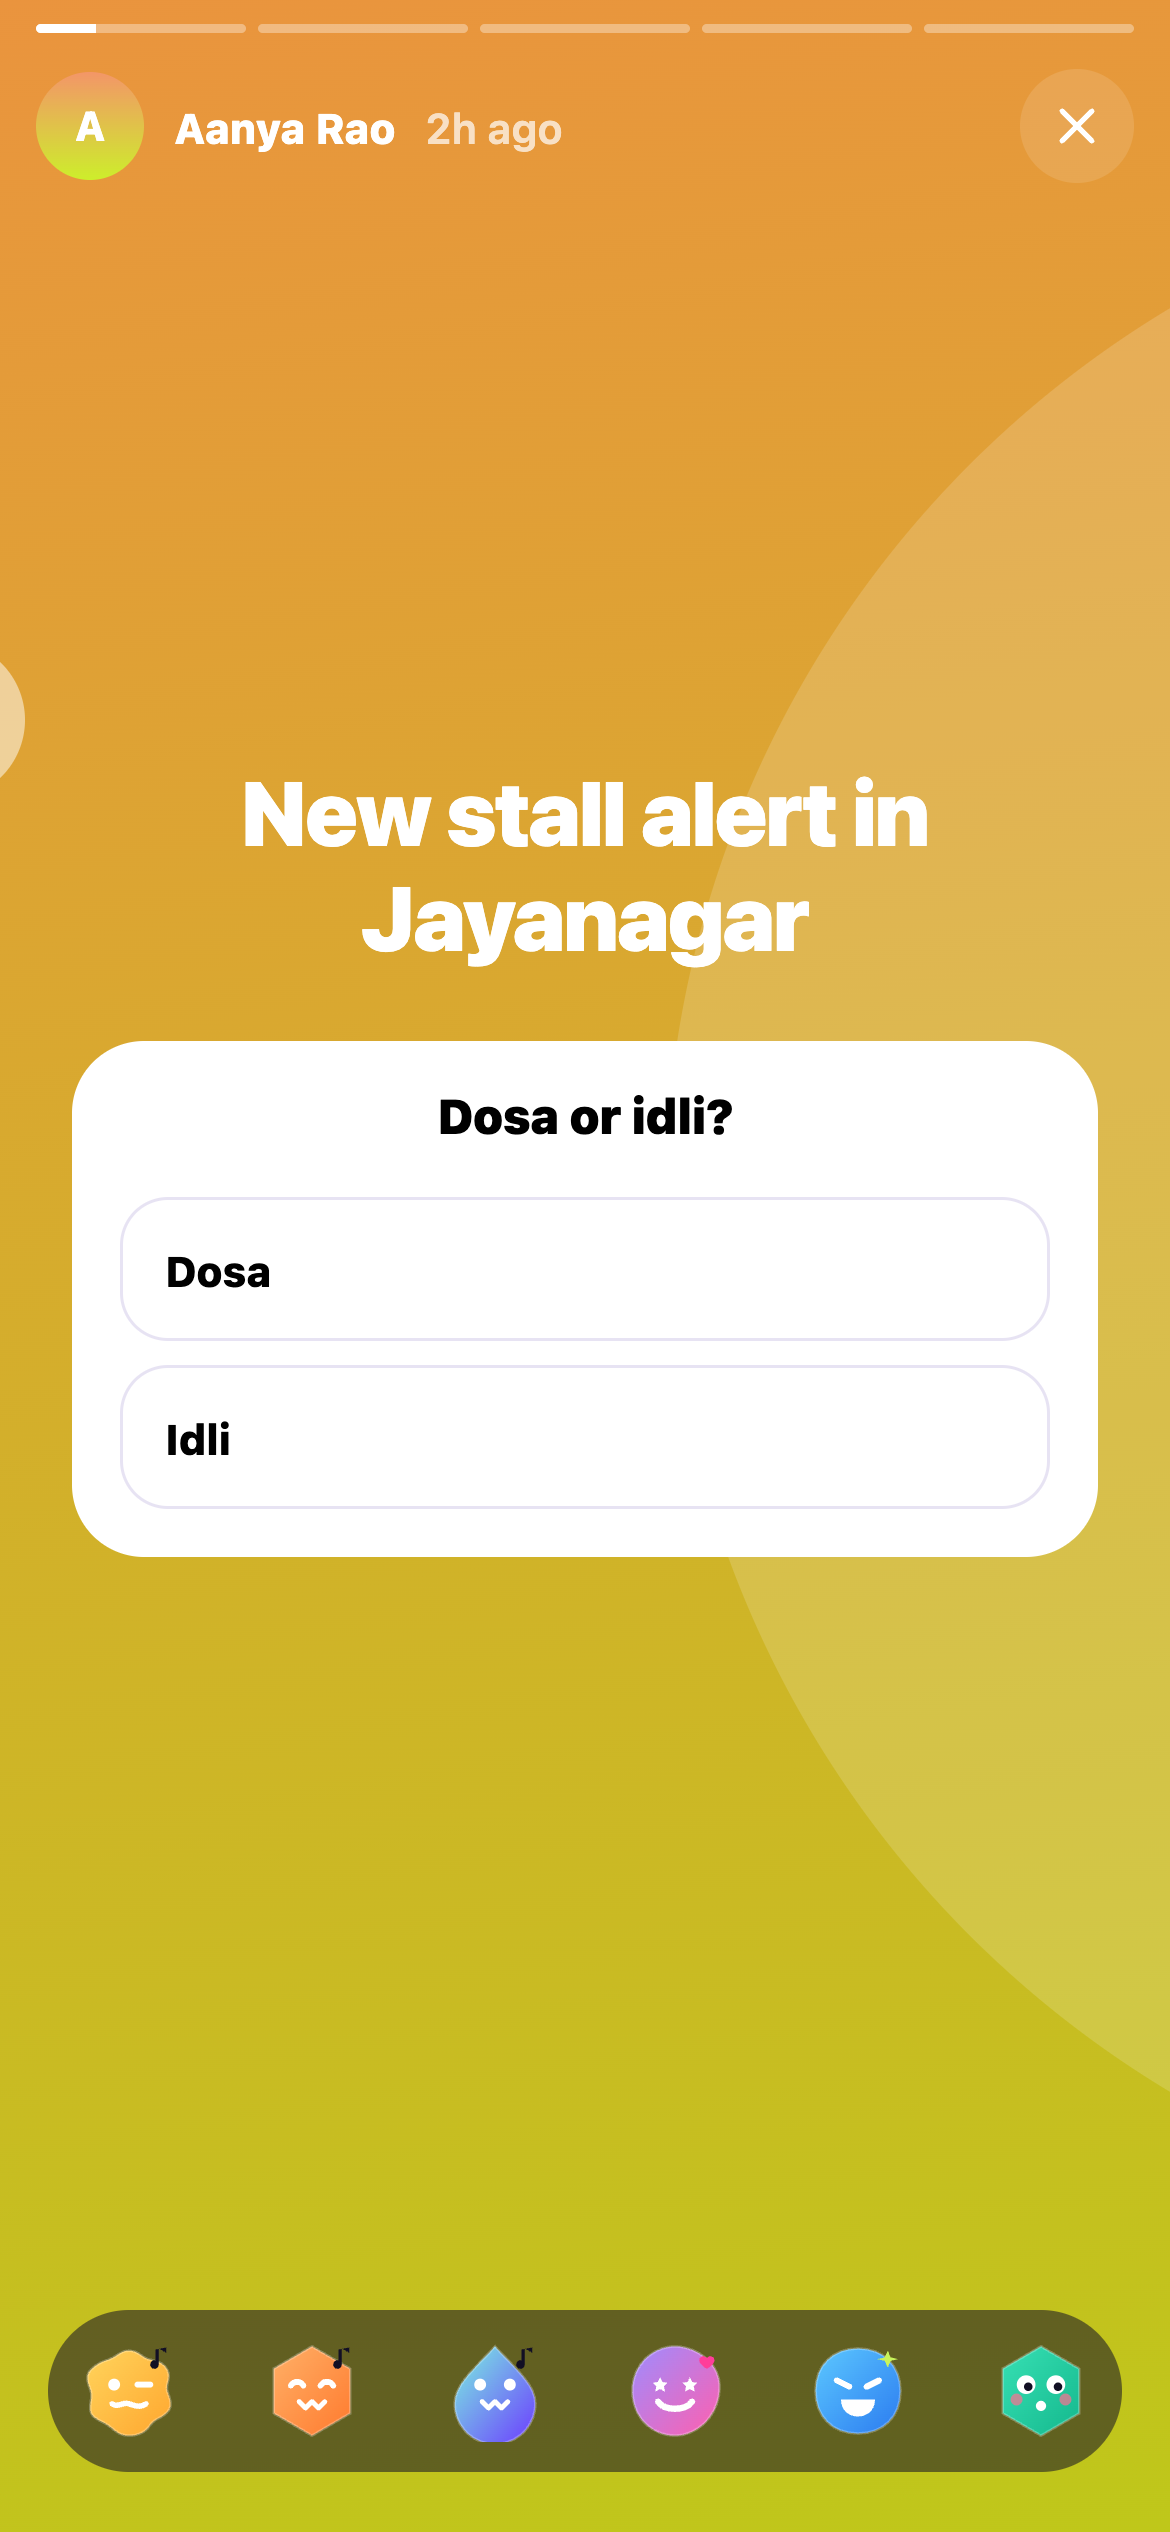 A
Aanya Rao 2h ago
New stall alert in
Jayanagar
Dosa or idli?
Dosa
Idli